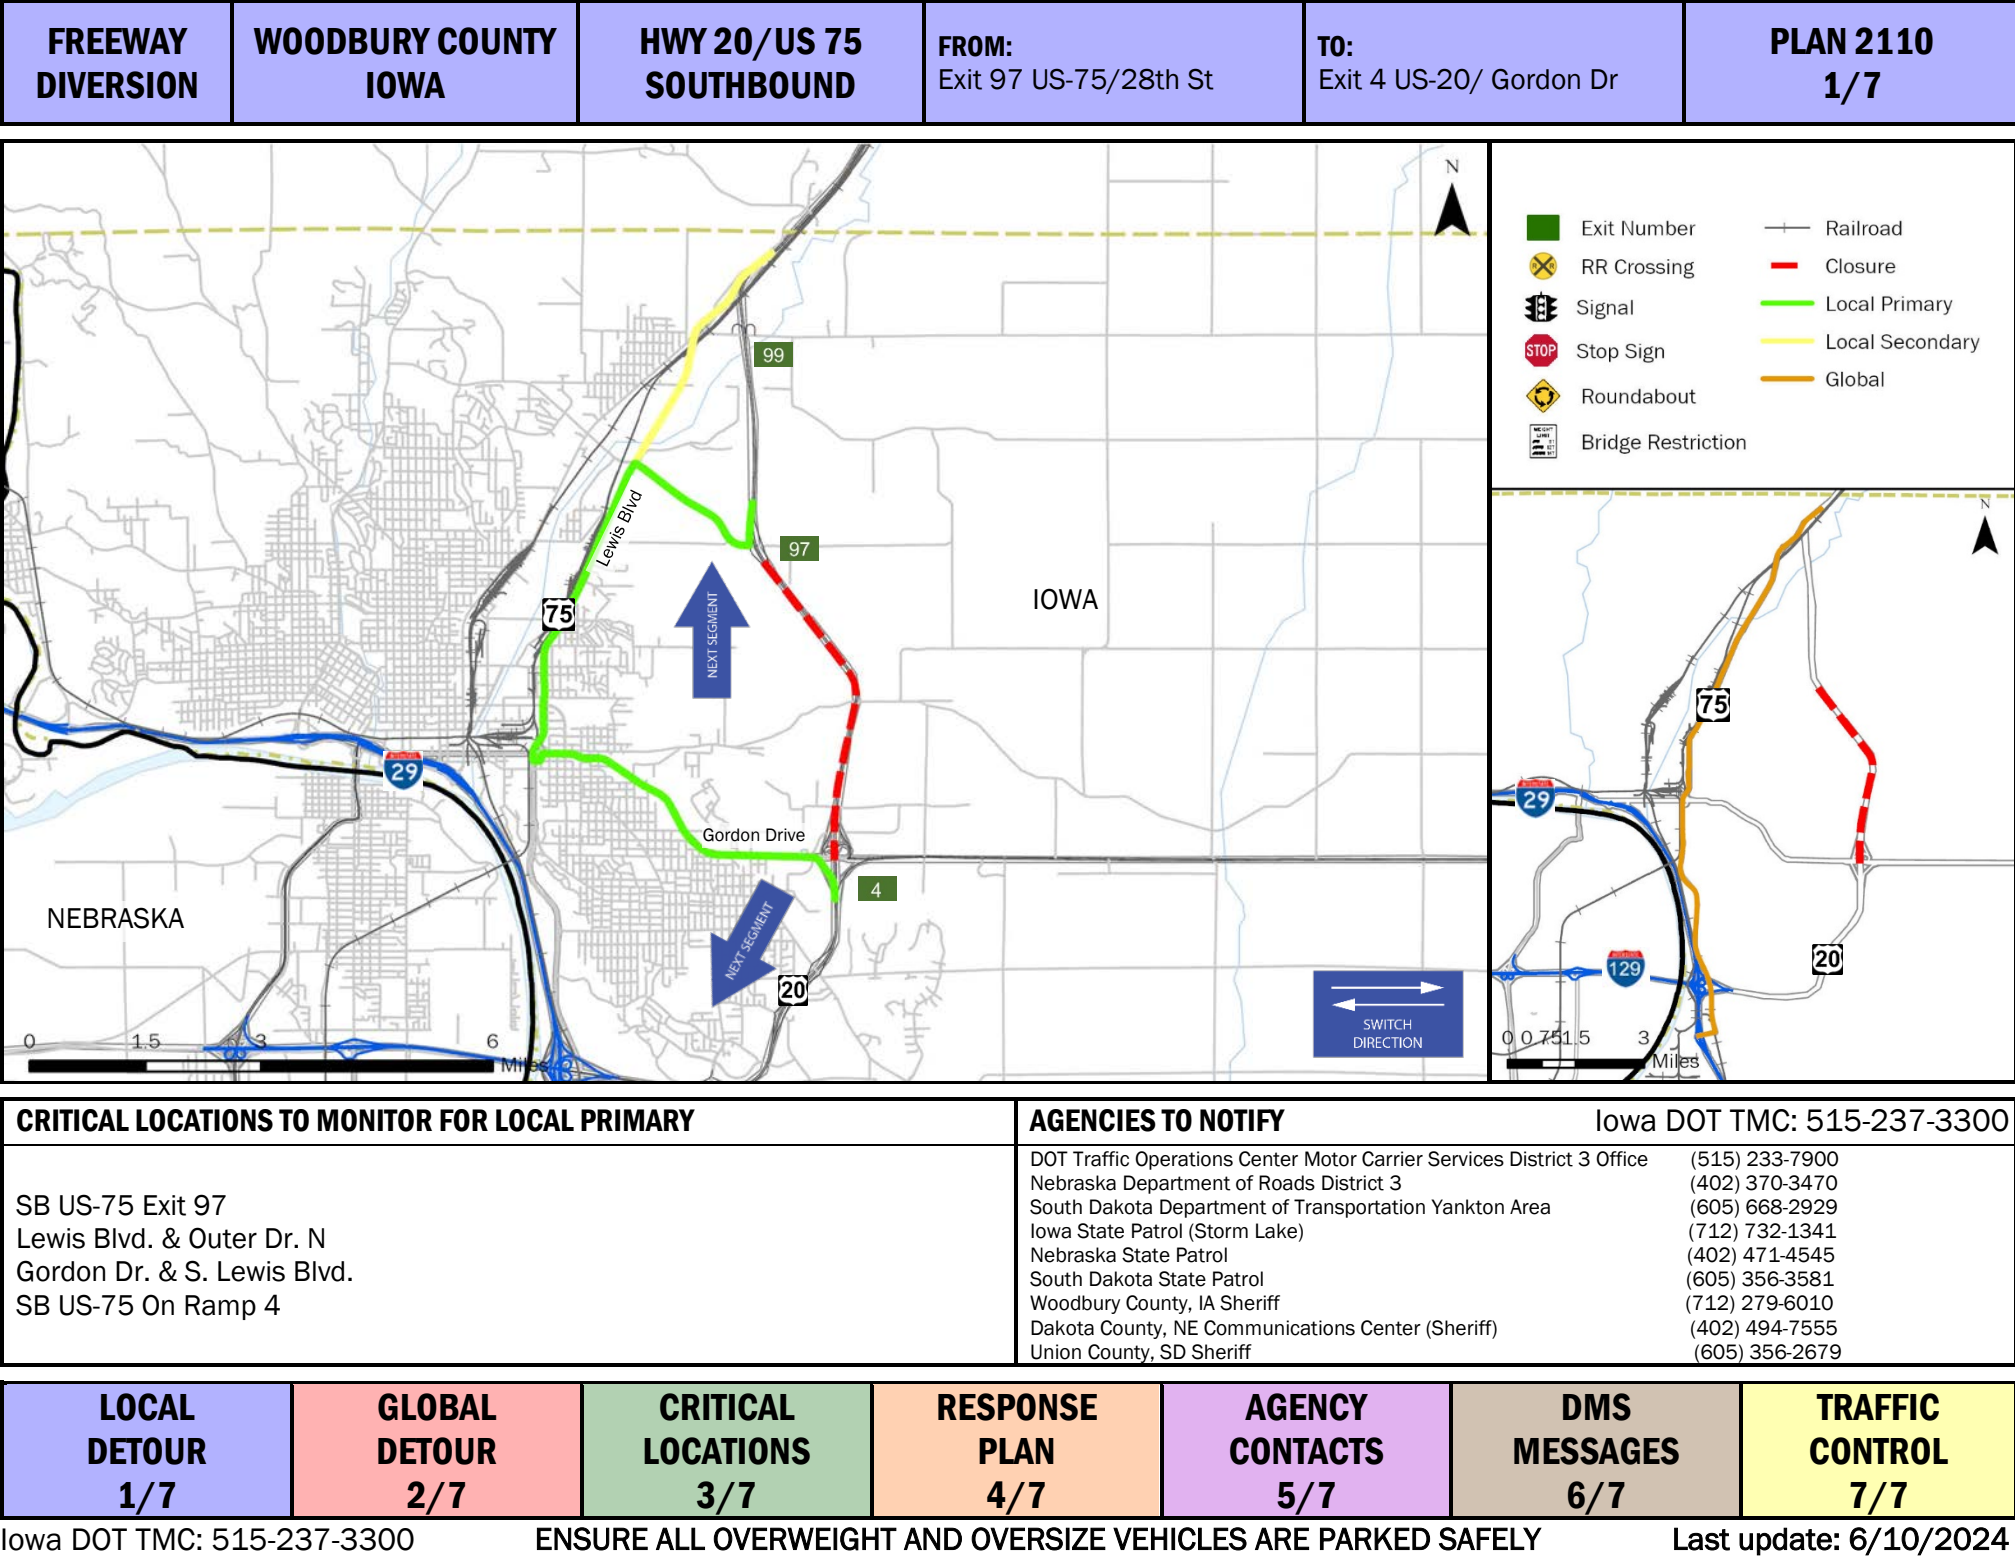 FREEWAY
DIVERSION
WOODBURY COUNTY
IOWA
HWY 20/US 75
SOUTHBOUND
FROM:
Exit 97 US-75/28th St
TO:
Exit 4 US-20/ Gordon Dr
PLAN 2110
1/7
N
99
Lewis Blvd
97
75
NEXT SEGMENT
IOWA
29
Gordon Drive
4
NEBRASKA
NEXT SEGMENT
20
SWITCH
DIRECTION
0 1.5 3 6
Miles
Exit Number
RR Crossing
Signal
STOP
Stop Sign
Roundabout
WEIGHT
LIMIT
Bridge Restriction
Railroad
Closure
Local Primary
Local Secondary
Global
N
75
29
129
20
0 0.75 1.5 3
Miles
CRITICAL LOCATIONS TO MONITOR FOR LOCAL PRIMARY
SB US-75 Exit 97
Lewis Blvd. & Outer Dr. N
Gordon Dr. & S. Lewis Blvd.
SB US-75 On Ramp 4
AGENCIES TO NOTIFY Iowa DOT TMC: 515-237-3300
DOT Traffic Operations Center Motor Carrier Services District 3 Office (515) 233-7900
Nebraska Department of Roads District 3 (402) 370-3470
South Dakota Department of Transportation Yankton Area (605) 668-2929
Iowa State Patrol (Storm Lake) (712) 732-1341
Nebraska State Patrol (402) 471-4545
South Dakota State Patrol (605) 356-3581
Woodbury County, IA Sheriff (712) 279-6010
Dakota County, NE Communications Center (Sheriff) (402) 494-7555
Union County, SD Sheriff (605) 356-2679
LOCAL
DETOUR
1/7
GLOBAL
DETOUR
2/7
CRITICAL
LOCATIONS
3/7
RESPONSE
PLAN
4/7
AGENCY
CONTACTS
5/7
DMS
MESSAGES
6/7
TRAFFIC
CONTROL
7/7
Iowa DOT TMC: 515-237-3300 ENSURE ALL OVERWEIGHT AND OVERSIZE VEHICLES ARE PARKED SAFELY Last update: 6/10/2024